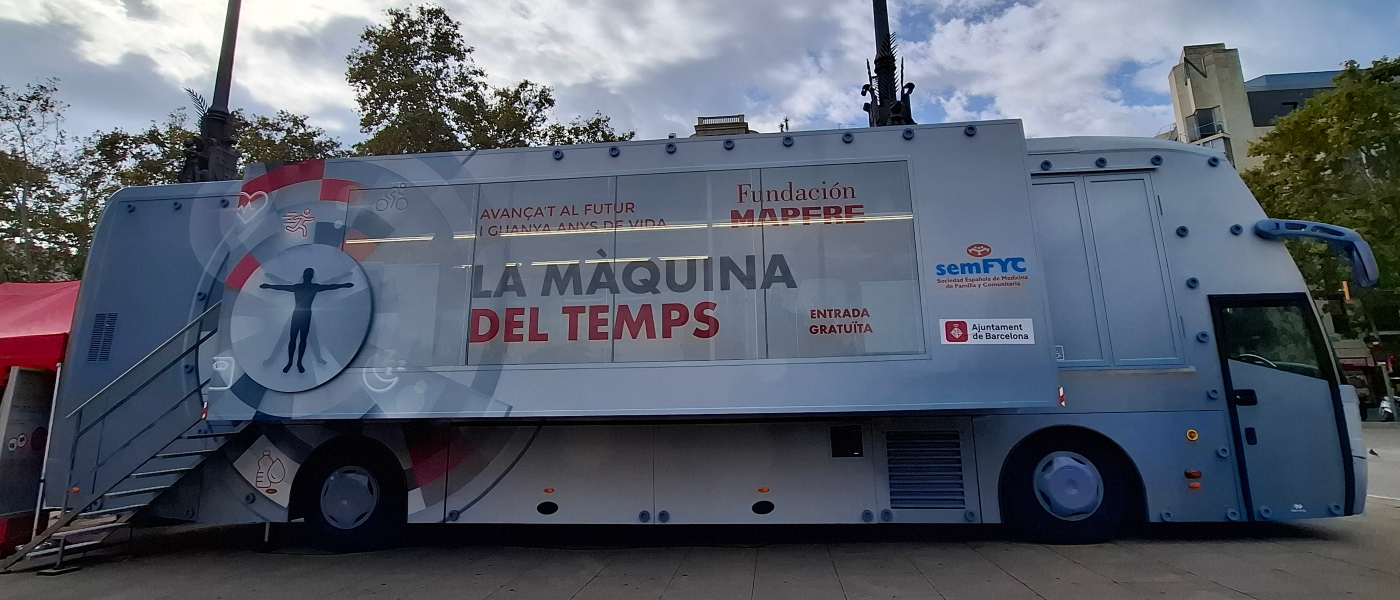 AVANÇA'T AL FUTUR
I GUANYA ANYS DE VIDA
Fundación
MAPFRE
LA MÀQUINA
DEL TEMPS
ENTRADA
GRATUÏTA
semFYC
Sociedad Española de Medicina
de Familia y Comunitaria
Ajuntament
de Barcelona